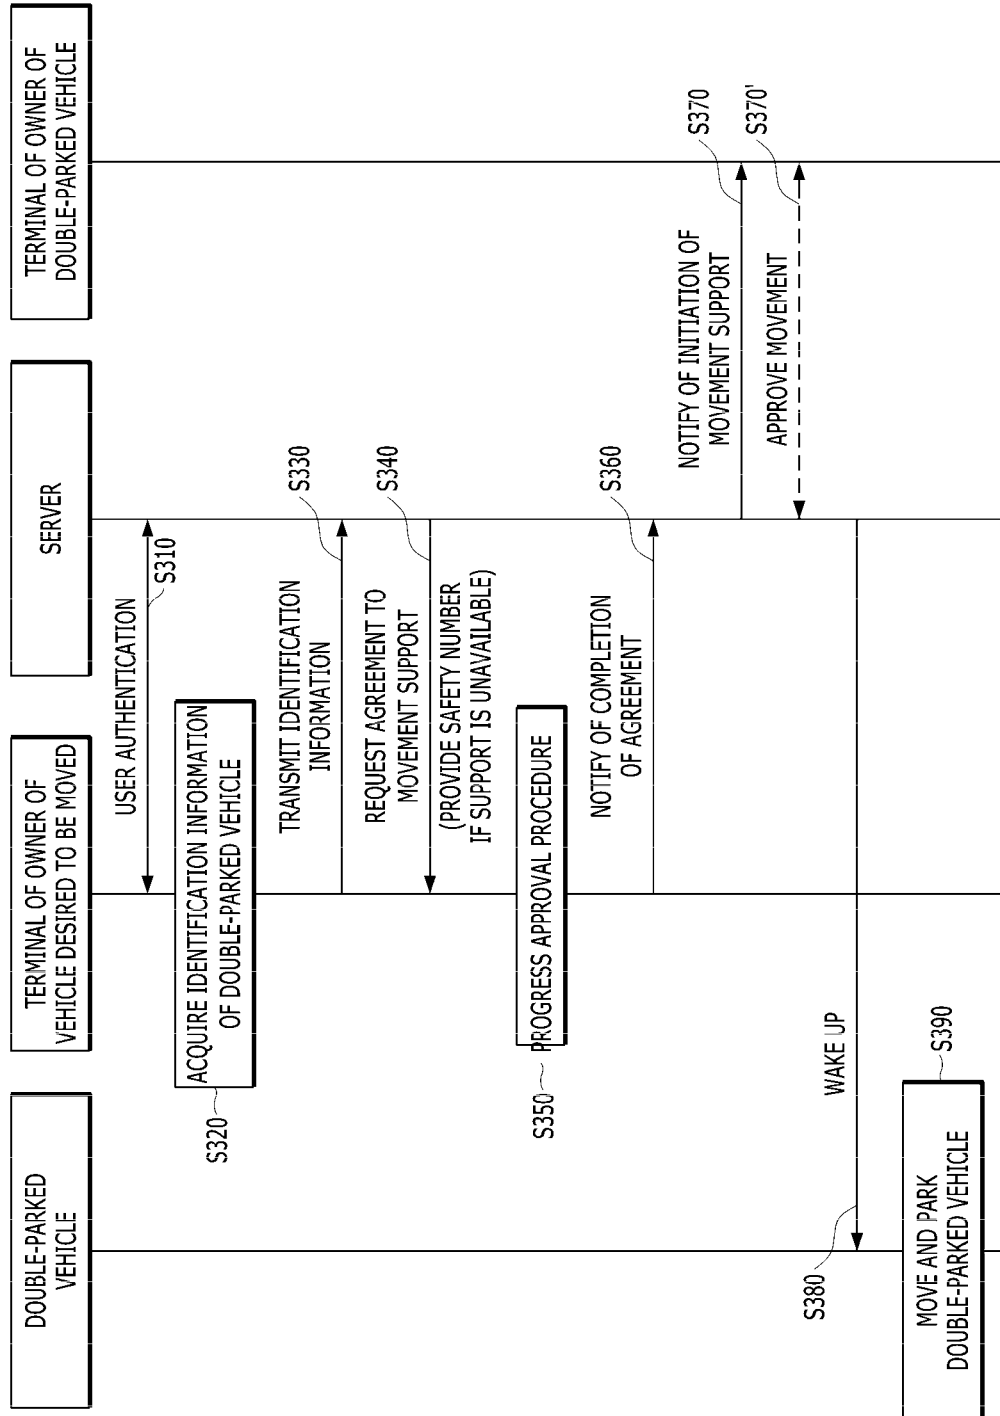 DOUBLE-PARKED
VEHICLE
TERMINAL OF OWNER OF
VEHICLE DESIRED TO BE MOVED
SERVER
TERMINAL OF OWNER OF
DOUBLE-PARKED VEHICLE
USER AUTHENTICATION
S310
ACQUIRE IDENTIFICATION INFORMATION
OF DOUBLE-PARKED VEHICLE
S320
TRANSMIT IDENTIFICATION
INFORMATION
S330
REQUEST AGREEMENT TO
MOVEMENT SUPPORT
(PROVIDE SAFETY NUMBER
IF SUPPORT IS UNAVAILABLE)
S340
S350
PROGRESS APPROVAL PROCEDURE
NOTIFY OF COMPLETION
OF AGREEMENT
S360
NOTIFY OF INITIATION OF
MOVEMENT SUPPORT
S370
APPROVE MOVEMENT
S370'
S380
WAKE UP
MOVE AND PARK
DOUBLE-PARKED VEHICLE
S390